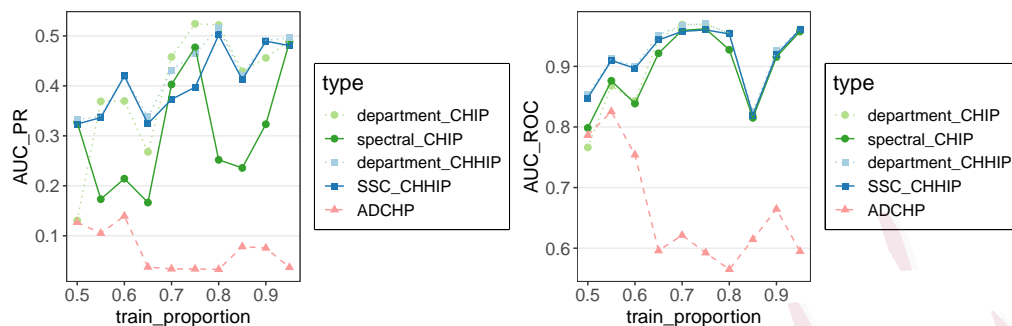 AUC_PR
0.5
0.4
0.3
0.2
0.1
0.5 0.6 0.7 0.8 0.9
train_proportion
type
department_CHIP
spectral_CHIP
department_CHHIP
SSC_CHHIP
ADCHP
AUC_ROC
0.9
0.8
0.7
0.6
0.5 0.6 0.7 0.8 0.9
train_proportion
type
department_CHIP
spectral_CHIP
department_CHHIP
SSC_CHHIP
ADCHP